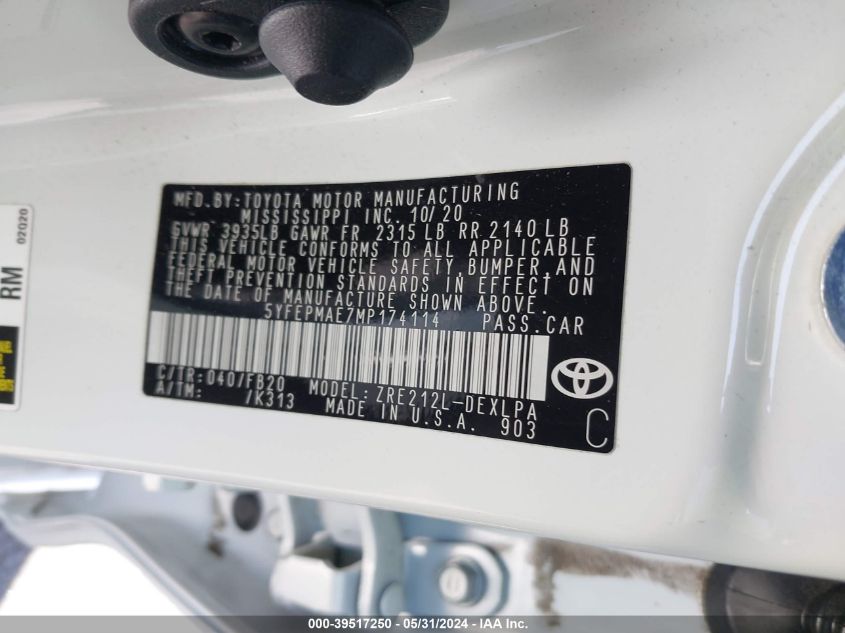 MFD.BY:TOYOTA MOTOR MANUFACTURING
MISSISSIPPI INC. 10/20
GVWR 3935LB GAWR FR 2315 LB RR 2140 LB
THIS VEHICLE CONFORMS TO ALL APPLICABLE
FEDERAL MOTOR VEHICLE SAFETY,BUMPER,AND
THEFT PREVENTION STANDARDS IN EFFECT ON
THE DATE OF MANUFACTURE SHOWN ABOVE.
5YFEPMAE7MP174114 PASS.CAR
C/TR:040/FB20 MODEL:ZRE212L-DEXLPA
A/TM: /K313 MADE IN U.S.A. 903
C
02020
RM
000-39517250 - 05/31/2024 - IAA Inc.